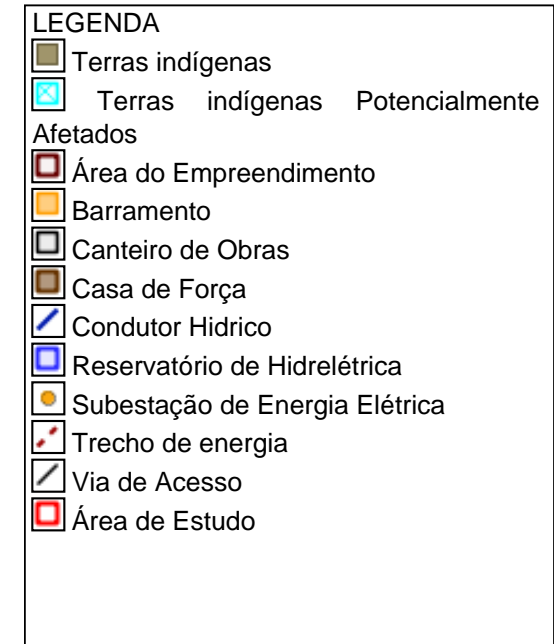 LEGENDA
Terras indígenas
Terras indígenas Potencialmente
Afetados
Área do Empreendimento
Barramento
Canteiro de Obras
Casa de Força
Condutor Hidrico
Reservatório de Hidrelétrica
Subestação de Energia Elétrica
Trecho de energia
Via de Acesso
Área de Estudo